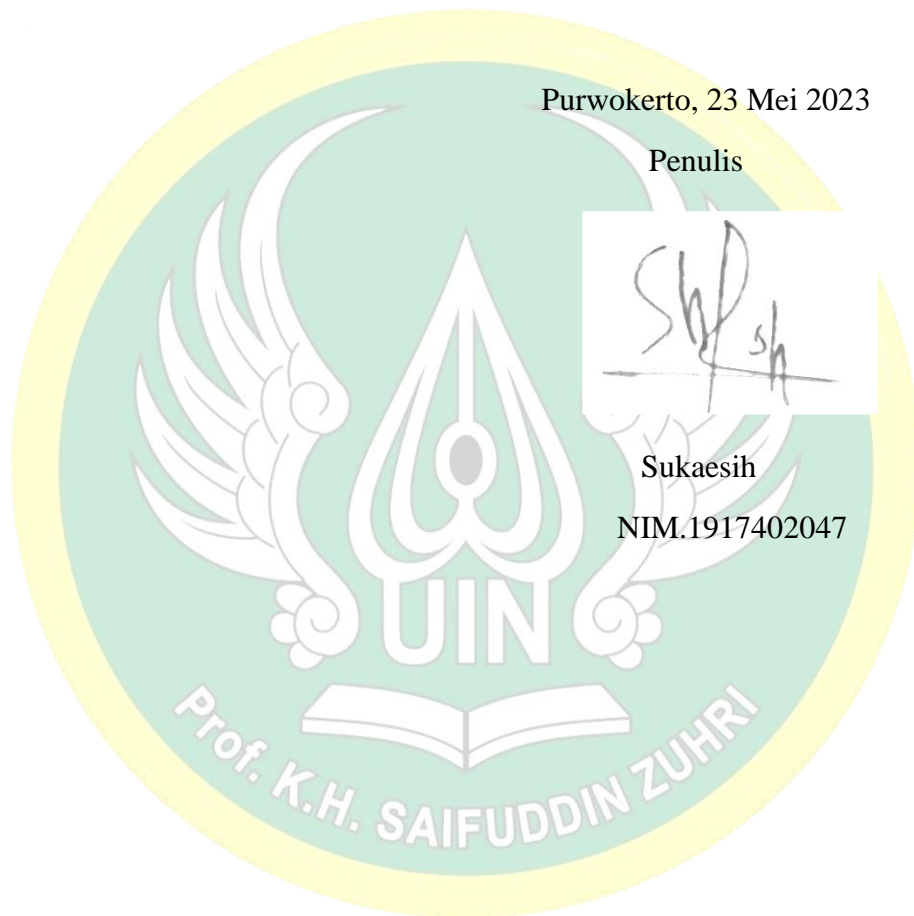 Purwokerto, 23 Mei 2023
Penulis
Sukaesih
NIM.1917402047
UIN
Prof. K.H. SAIFUDDIN ZUHRI